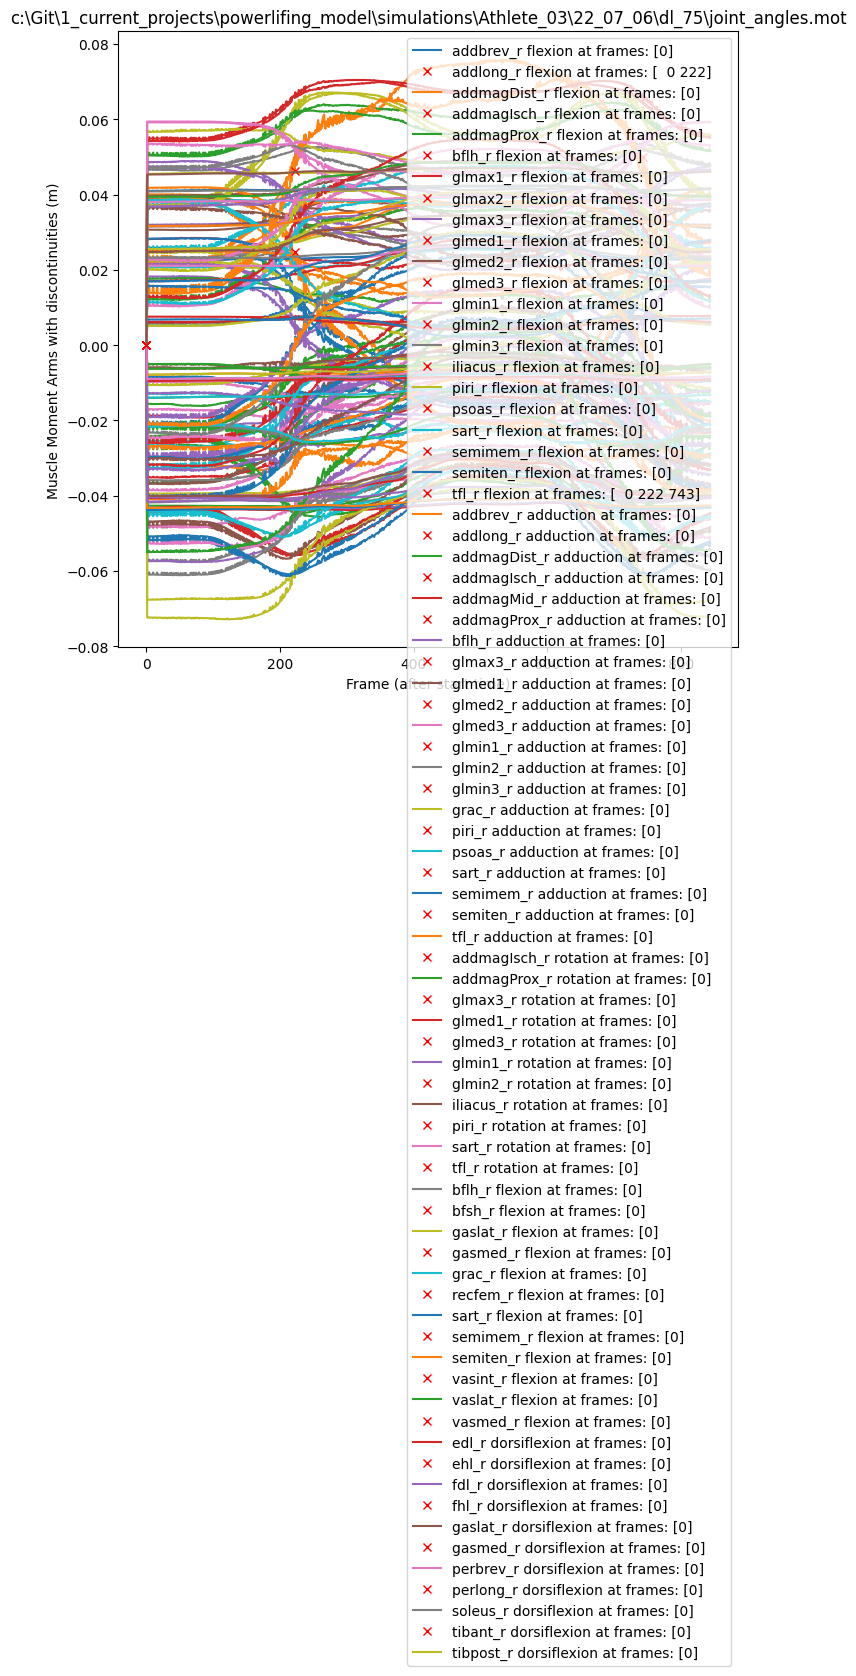 c:\Git\1_current_projects\powerlifing_model\simulations\Athlete_03\22_07_06\dl_75\joint_angles.mot
0.08
0.06
0.04
0.02
0.00
−0.02
−0.04
−0.06
−0.08
Muscle Moment Arms with discontinuities (m)
0
200
400
Frame (after sta
addbrev_r flexion at frames: [0]
addlong_r flexion at frames: [  0 222]
addmagDist_r flexion at frames: [0]
addmagIsch_r flexion at frames: [0]
addmagProx_r flexion at frames: [0]
bflh_r flexion at frames: [0]
glmax1_r flexion at frames: [0]
glmax2_r flexion at frames: [0]
glmax3_r flexion at frames: [0]
glmed1_r flexion at frames: [0]
glmed2_r flexion at frames: [0]
glmed3_r flexion at frames: [0]
glmin1_r flexion at frames: [0]
glmin2_r flexion at frames: [0]
glmin3_r flexion at frames: [0]
iliacus_r flexion at frames: [0]
piri_r flexion at frames: [0]
psoas_r flexion at frames: [0]
sart_r flexion at frames: [0]
semimem_r flexion at frames: [0]
semiten_r flexion at frames: [0]
tfl_r flexion at frames: [  0 222 743]
addbrev_r adduction at frames: [0]
addlong_r adduction at frames: [0]
addmagDist_r adduction at frames: [0]
addmagIsch_r adduction at frames: [0]
addmagMid_r adduction at frames: [0]
addmagProx_r adduction at frames: [0]
bflh_r adduction at frames: [0]
glmax3_r adduction at frames: [0]
glmed1_r adduction at frames: [0]
glmed2_r adduction at frames: [0]
glmed3_r adduction at frames: [0]
glmin1_r adduction at frames: [0]
glmin2_r adduction at frames: [0]
glmin3_r adduction at frames: [0]
grac_r adduction at frames: [0]
piri_r adduction at frames: [0]
psoas_r adduction at frames: [0]
sart_r adduction at frames: [0]
semimem_r adduction at frames: [0]
semiten_r adduction at frames: [0]
tfl_r adduction at frames: [0]
addmagIsch_r rotation at frames: [0]
addmagProx_r rotation at frames: [0]
glmax3_r rotation at frames: [0]
glmed1_r rotation at frames: [0]
glmed3_r rotation at frames: [0]
glmin1_r rotation at frames: [0]
glmin2_r rotation at frames: [0]
iliacus_r rotation at frames: [0]
piri_r rotation at frames: [0]
sart_r rotation at frames: [0]
tfl_r rotation at frames: [0]
bflh_r flexion at frames: [0]
bfsh_r flexion at frames: [0]
gaslat_r flexion at frames: [0]
gasmed_r flexion at frames: [0]
grac_r flexion at frames: [0]
recfem_r flexion at frames: [0]
sart_r flexion at frames: [0]
semimem_r flexion at frames: [0]
semiten_r flexion at frames: [0]
vasint_r flexion at frames: [0]
vaslat_r flexion at frames: [0]
vasmed_r flexion at frames: [0]
edl_r dorsiflexion at frames: [0]
ehl_r dorsiflexion at frames: [0]
fdl_r dorsiflexion at frames: [0]
fhl_r dorsiflexion at frames: [0]
gaslat_r dorsiflexion at frames: [0]
gasmed_r dorsiflexion at frames: [0]
perbrev_r dorsiflexion at frames: [0]
perlong_r dorsiflexion at frames: [0]
soleus_r dorsiflexion at frames: [0]
tibant_r dorsiflexion at frames: [0]
tibpost_r dorsiflexion at frames: [0]